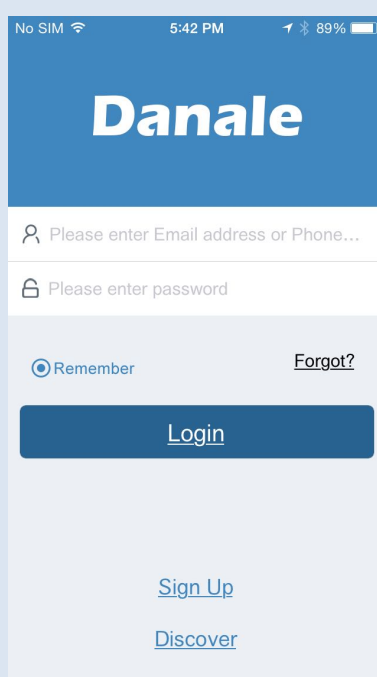 No SIM 5:42 PM 89%
Danale
Please enter Email address or Phone...
Please enter password
Remember Forgot?
Login
Sign Up
Discover